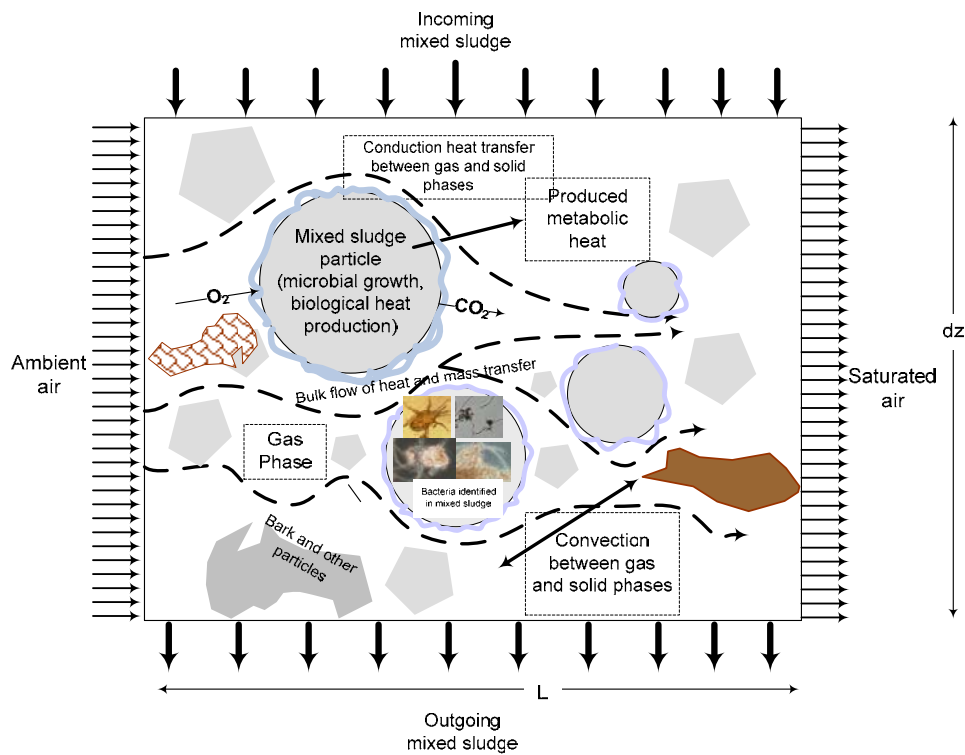 Incoming
mixed sludge
Conduction heat transfer
between gas and solid
phases
Produced
metabolic
heat
Mixed sludge
particle
(microbial growth,
biological heat
production)
O2
CO2
Ambient
air
Saturated
air
dz
Bulk flow of heat and mass transfer
Gas
Phase
Bacteria identified
in mixed sludge
Bark and other
particles
Convection
between gas
and solid phases
L
Outgoing
mixed sludge